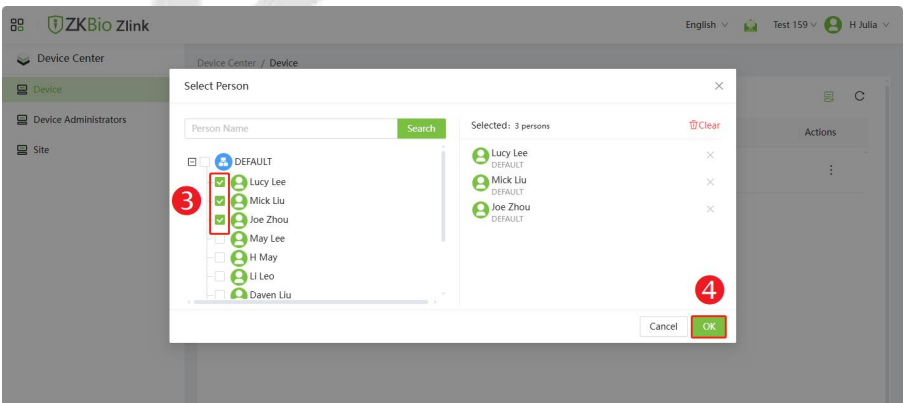 ZKBio Zlink
English
Test 159
H Julia
Device Center
Device Center / Device
Device
Device Administrators
Site
Select Person
Person Name
Search
Selected: 3 persons
Clear
Actions
DEFAULT
Lucy Lee
Mick Liu
Joe Zhou
May Lee
H May
Li Leo
Daven Liu
Lucy Lee
DEFAULT
Mick Liu
DEFAULT
Joe Zhou
DEFAULT
3
4
Cancel
OK